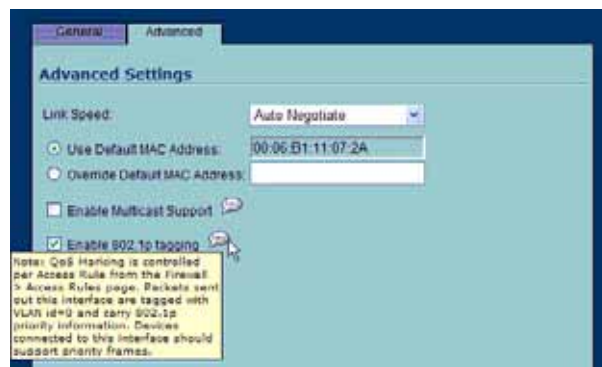 General
Advanced
Advanced Settings
Link Speed:
Auto Negotiate
Use Default MAC Address:
00:06:B1:11:07:2A
Override Default MAC Address:
Enable Multicast Support
Enable 802.1p tagging
Note: QoS Marking is controlled
per Access Rule from the Firewall
> Access Rules page. Packets sent
out this interface are tagged with
VLAN id=0 and carry 802.1p
priority information. Devices
connected to this interface should
support priority frames.